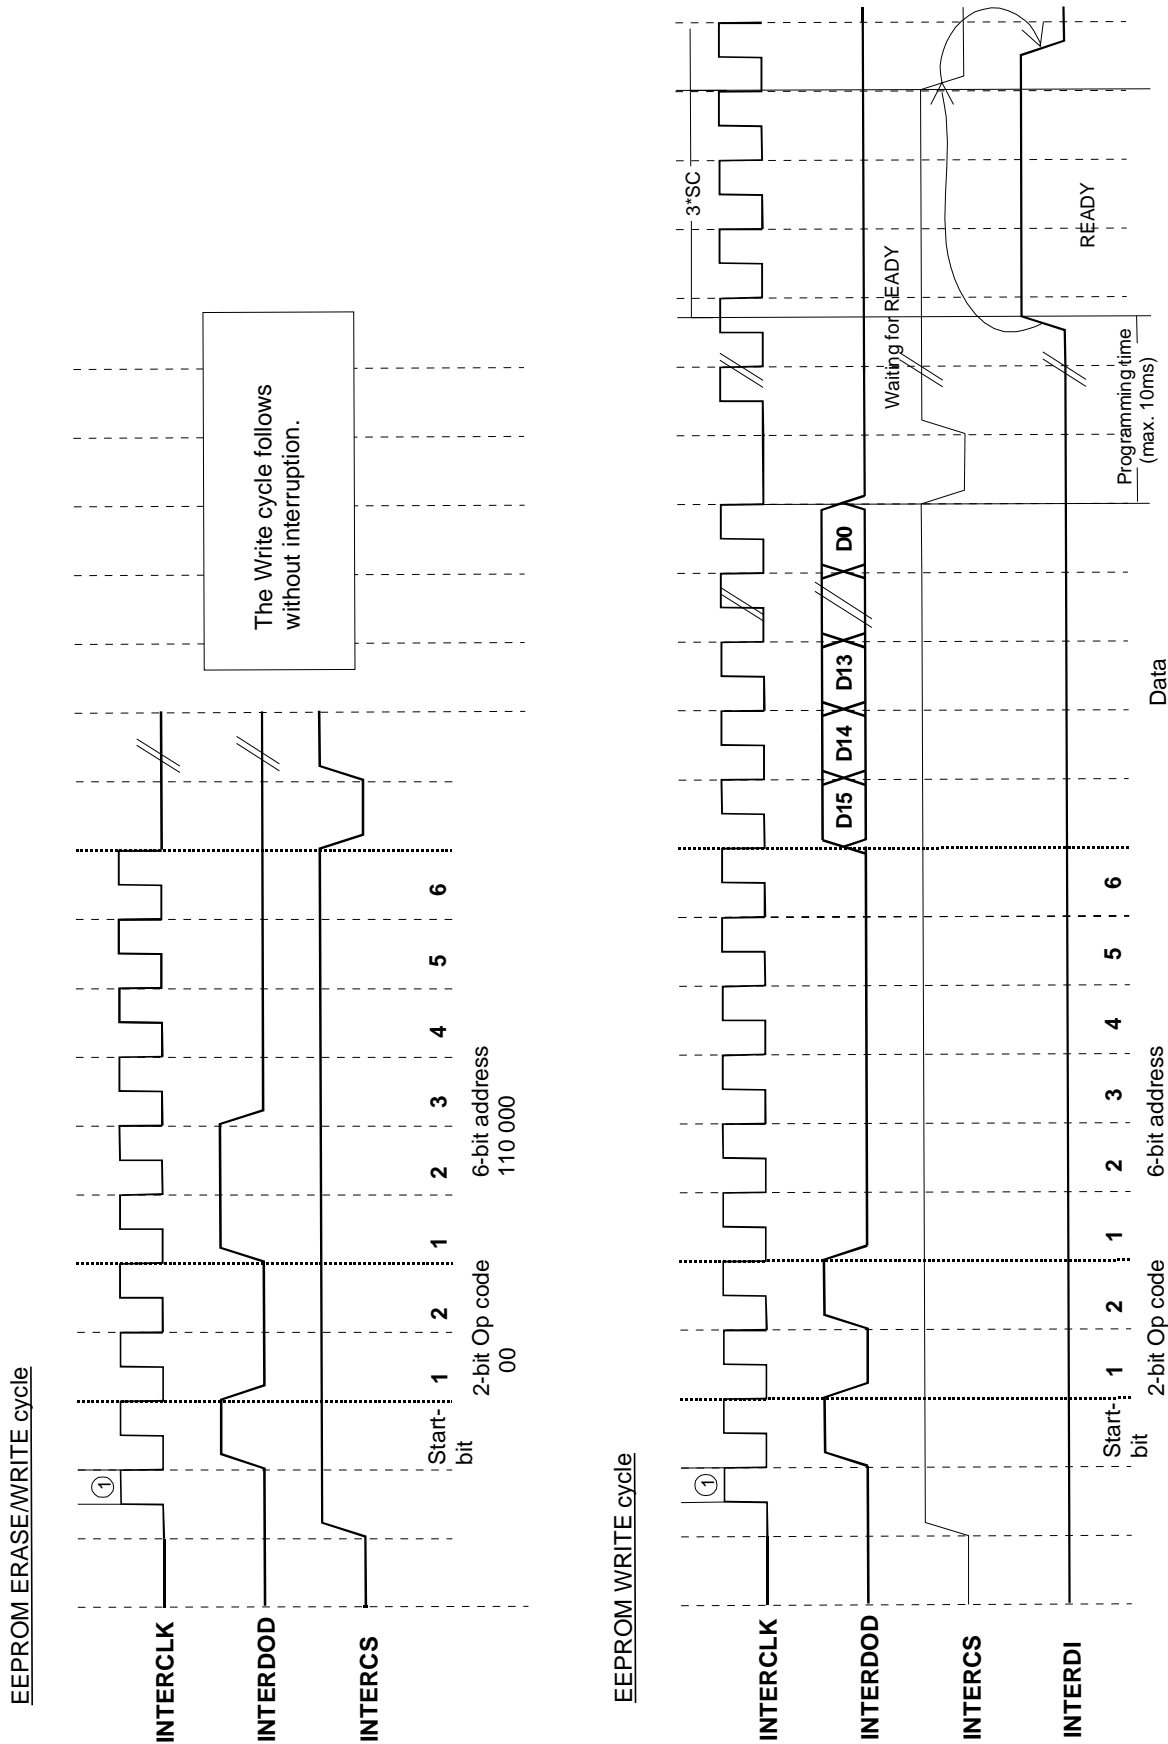 EEPROM ERASE/WRITE cycle
1
INTERCLK
INTERDOD
INTERCS
The Write cycle follows
without interruption.
Start-
bit
1 2 1 2 3 4 5 6
2-bit Op code
00
6-bit address
110 000
EEPROM WRITE cycle
3*SC
1
INTERCLK
INTERDOD
D15 D14 D13 D0
Waiting for READY
INTERCS
INTERDI
READY
Start-
bit
1 2 1 2 3 4 5 6
Programming time
(max. 10ms)
2-bit Op code
6-bit address
Data